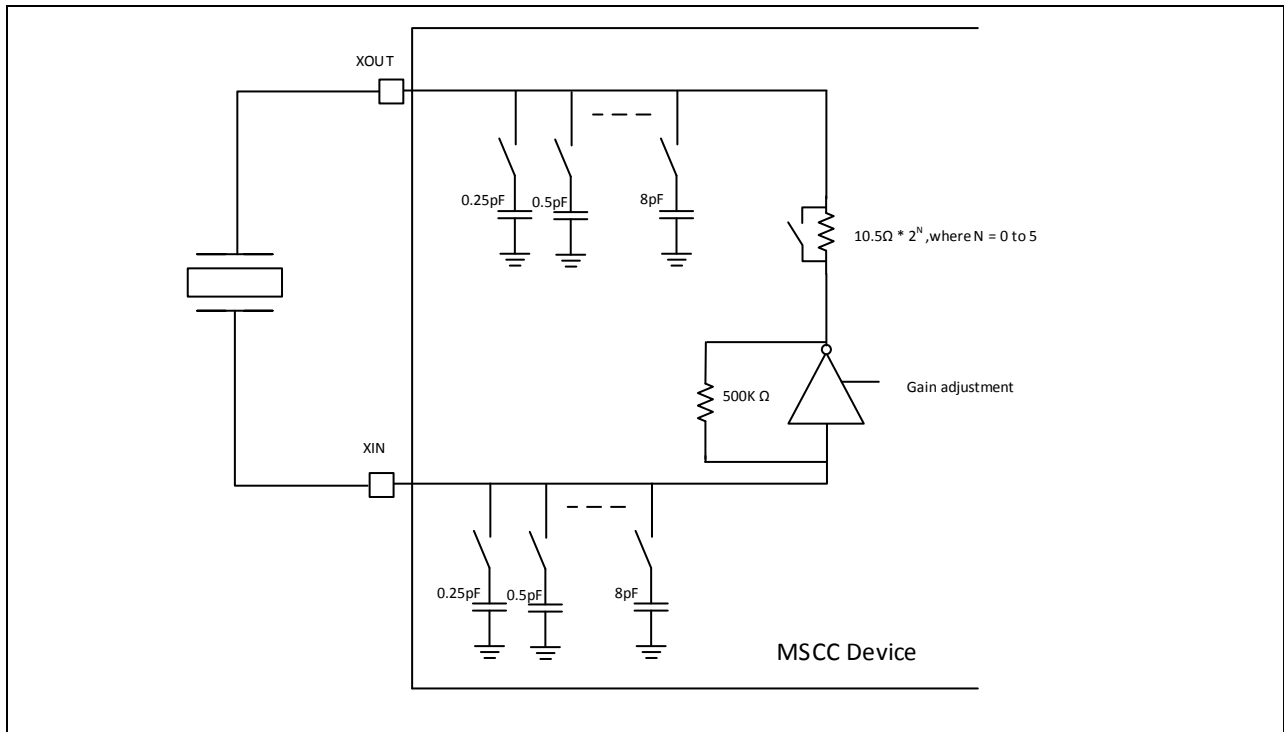 XOUT
0.25pF
0.5pF
8pF
10.5Ω * 2^N ,where N = 0 to 5
500K Ω
Gain adjustment
XIN
0.25pF
0.5pF
8pF
MSCC Device